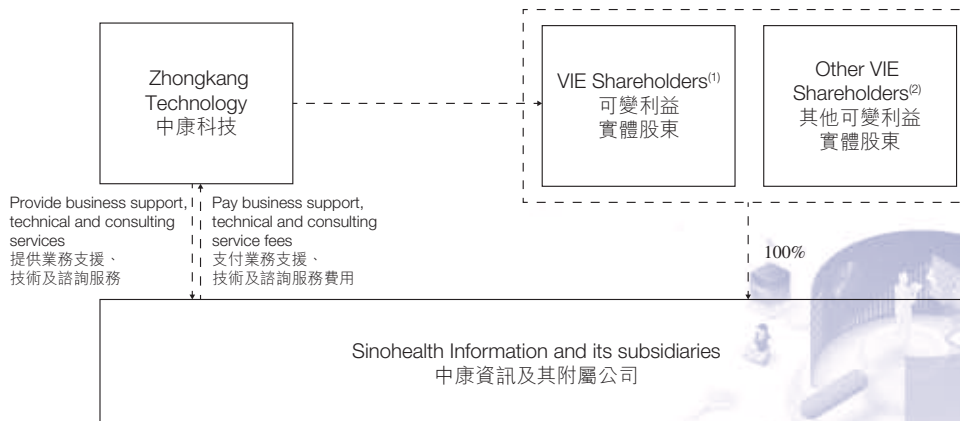 Zhongkang
Technology
中康科技
VIE Shareholders(1)
可變利益
實體股東
Other VIE
Shareholders(2)
其他可變利益
實體股東
Provide business support,
technical and consulting
services
提供業務支援、
技術及諮詢服務
Pay business support,
technical and consulting
service fees
支付業務支援、
技術及諮詢服務費用
100%
Sinohealth Information and its subsidiaries
中康資訊及其附屬公司